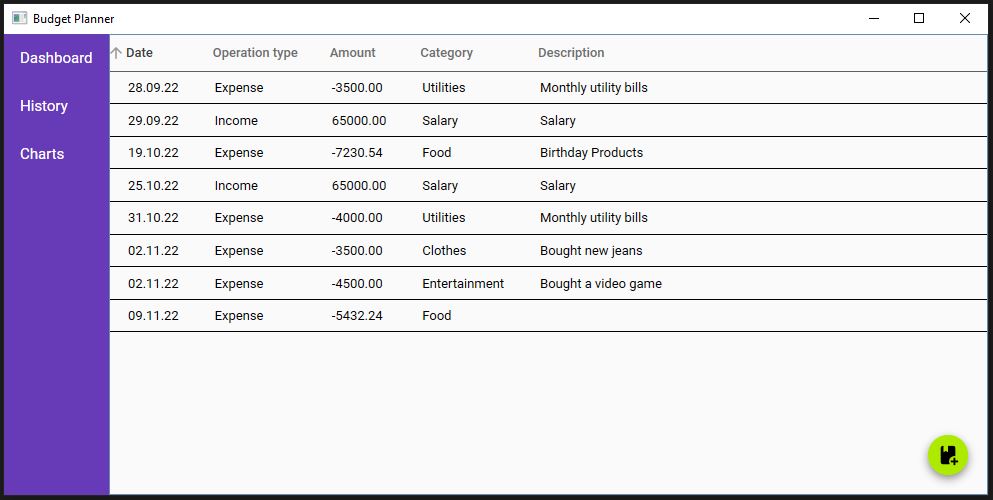 Budget Planner
Dashboard
History
Charts
Date Operation type Amount Category Description
28.09.22 Expense -3500.00 Utilities Monthly utility bills
29.09.22 Income 65000.00 Salary Salary
19.10.22 Expense -7230.54 Food Birthday Products
25.10.22 Income 65000.00 Salary Salary
31.10.22 Expense -4000.00 Utilities Monthly utility bills
02.11.22 Expense -3500.00 Clothes Bought new jeans
02.11.22 Expense -4500.00 Entertainment Bought a video game
09.11.22 Expense -5432.24 Food